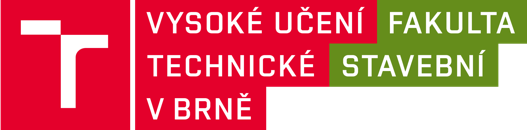 VYSOKÉ UČENÍ FAKULTA
TECHNICKÉ STAVEBNÍ
V BRNĚ